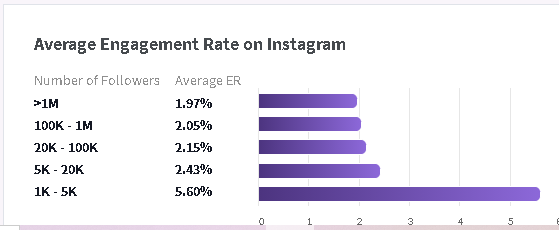 Average Engagement Rate on Instagram
Number of Followers Average ER
>1M 1.97%
100K - 1M 2.05%
20K - 100K 2.15%
5K - 20K 2.43%
1K - 5K 5.60%
0 1 2 3 4 5